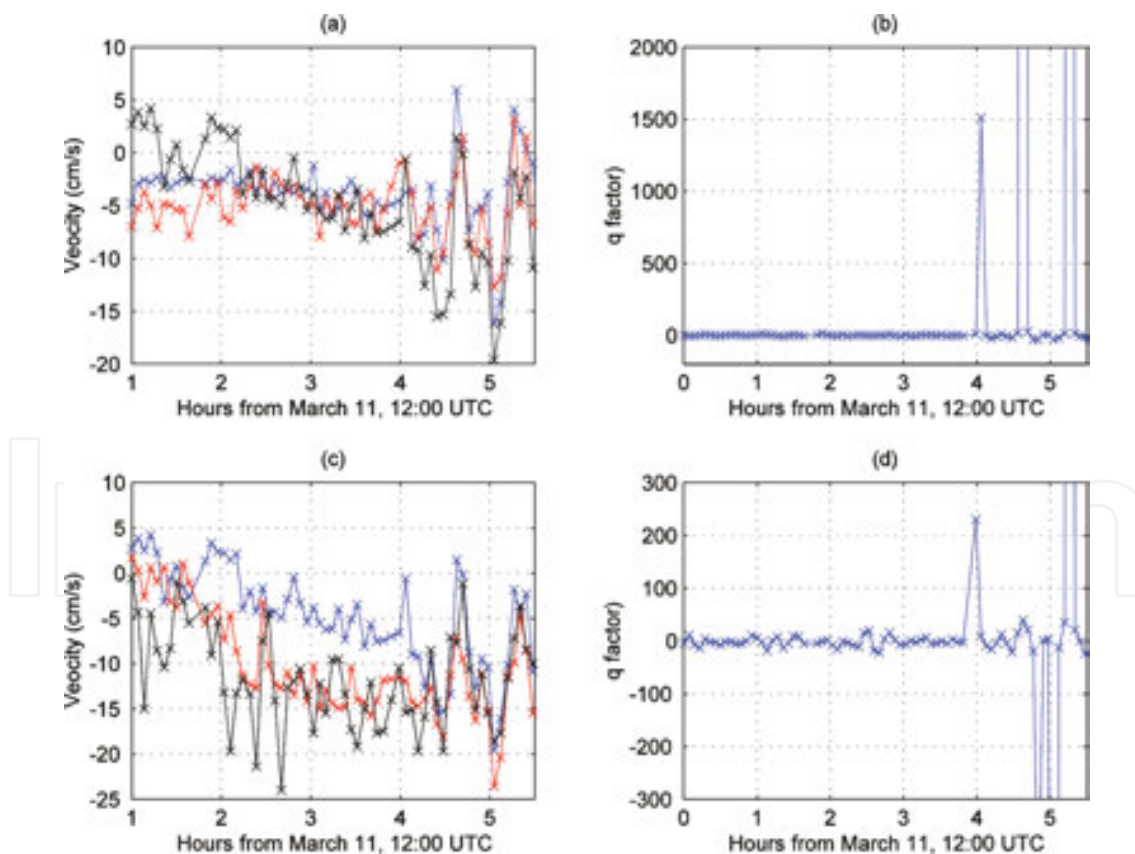 (a)
10
5
0
-5
-10
-15
-20
Veocity (cm/s)
1 2 3 4 5
Hours from March 11, 12:00 UTC
(b)
2000
1500
1000
500
0
q factor)
0 1 2 3 4 5
Hours from March 11, 12:00 UTC
(c)
10
5
0
-5
-10
-15
-20
-25
Veocity (cm/s)
1 2 3 4 5
Hours from March 11, 12:00 UTC
(d)
300
200
100
0
-100
-200
-300
q factor)
0 1 2 3 4 5
Hours from March 11, 12:00 UTC